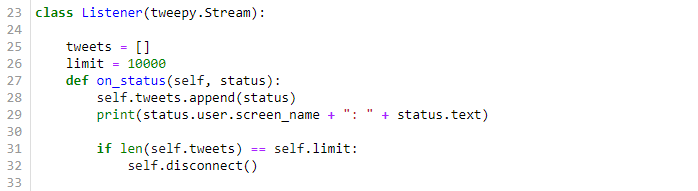 23 class Listener(tweepy.Stream):
24
25     tweets = []
26     limit = 10000
27     def on_status(self, status):
28         self.tweets.append(status)
29         print(status.user.screen_name + ": " + status.text)
30
31         if len(self.tweets) == self.limit:
32             self.disconnect()
33